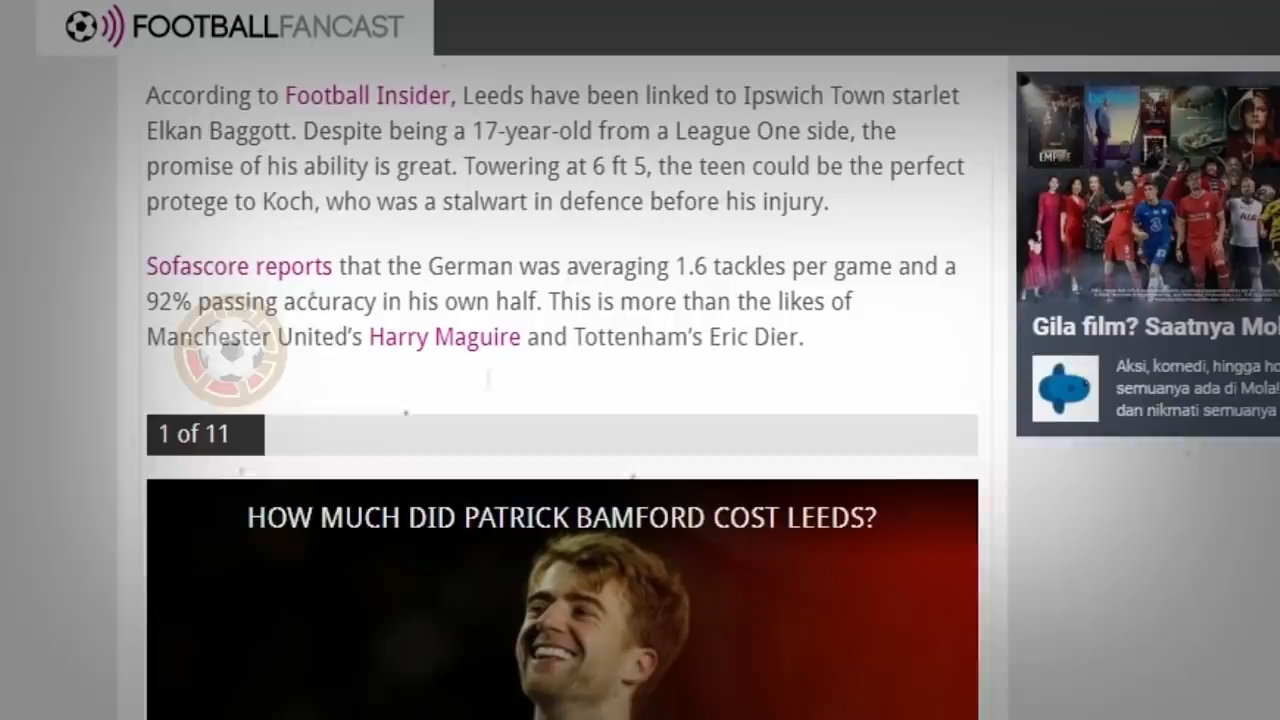 FOOTBALLFANCAST
According to Football Insider, Leeds have been linked to Ipswich Town starlet
Elkan Baggott. Despite being a 17-year-old from a League One side, the
promise of his ability is great. Towering at 6 ft 5, the teen could be the perfect
protege to Koch, who was a stalwart in defence before his injury.
Sofascore reports that the German was averaging 1.6 tackles per game and a
92% passing accuracy in his own half. This is more than the likes of
Manchester United's Harry Maguire and Tottenham's Eric Dier.
1 of 11
HOW MUCH DID PATRICK BAMFORD COST LEEDS?
EMPIRE
AIA
Gila film? Saatnya Mol
Aksi, komedi, hingga ho
semuanya ada di Mola!
dan nikmati semuanya